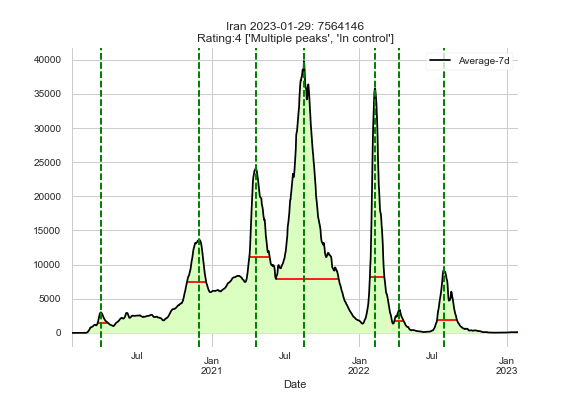 Iran 2023-01-29: 7564146
Rating:4 ['Multiple peaks', 'In control']
Average-7d
40000
35000
30000
25000
20000
15000
10000
5000
0
Jul
Jan
2021
Jul
Jan
2022
Jul
Jan
2023
Date